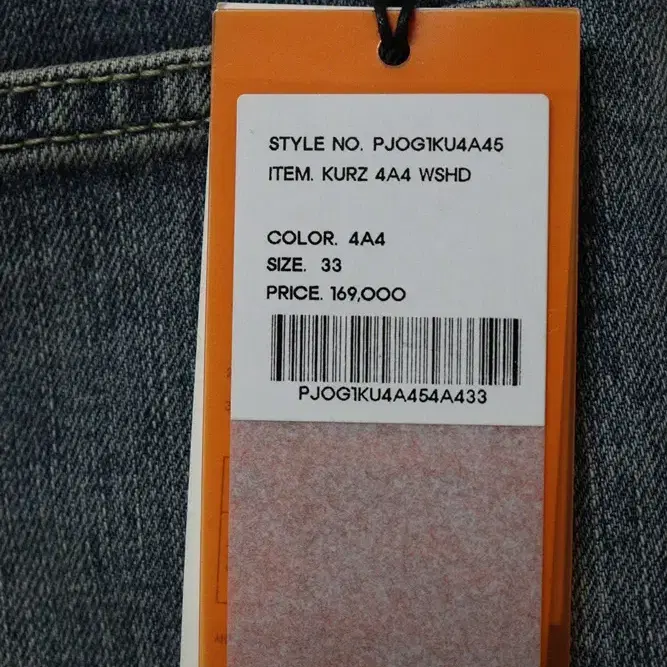 STYLE NO. PJOG1KU4A45
ITEM. KURZ 4A4 WSHD
COLOR. 4A4
SIZE. 33
PRICE. 169,000
PJOG1KU4A454A433